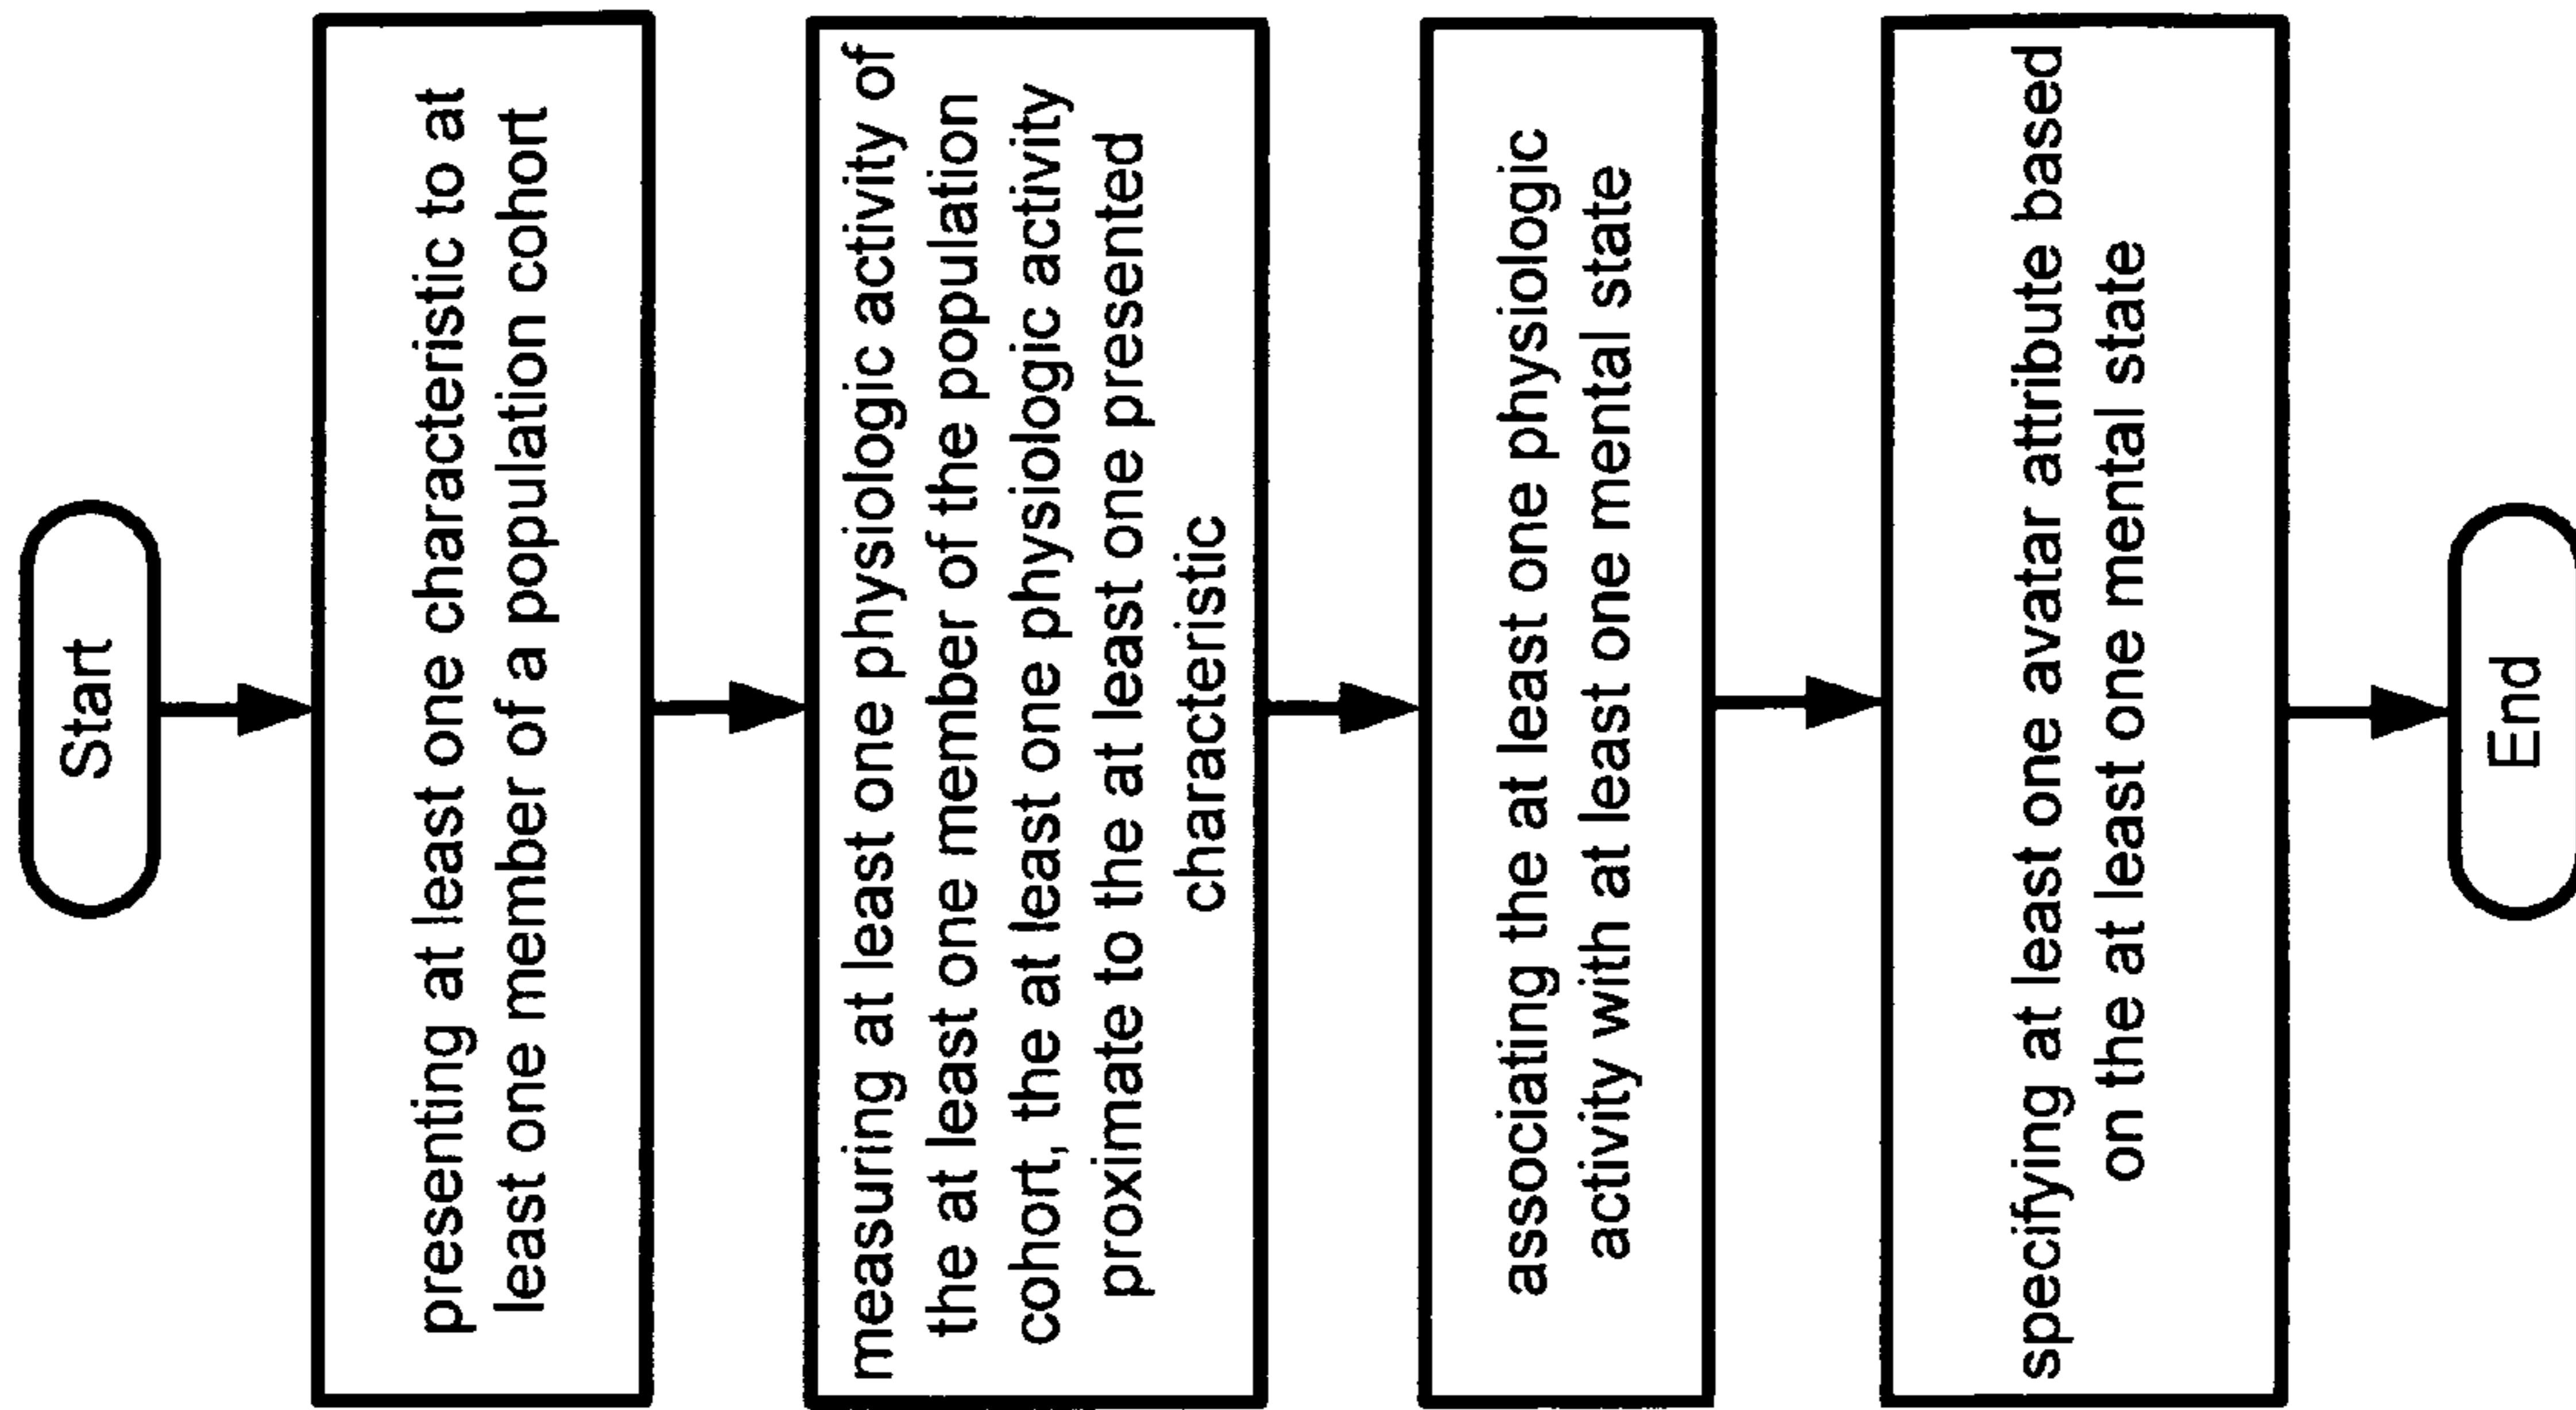 Start
presenting at least one characteristic to at
least one member of a population cohort
measuring at least one physiologic activity of
the at least one member of the population
cohort, the at least one physiologic activity
proximate to the at least one presented
characteristic
associating the at least one physiologic
activity with at least one mental state
specifying at least one avatar attribute based
on the at least one mental state
End